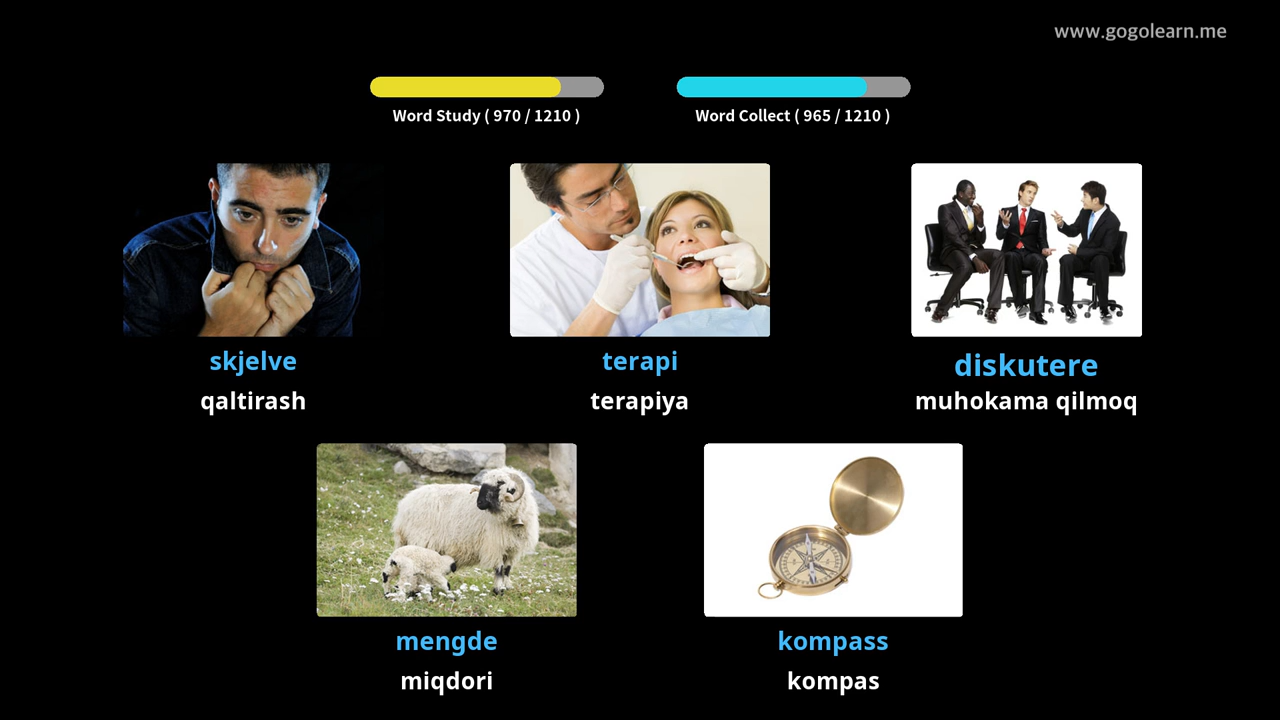 www.gogolearn.me
Word Study ( 970 / 1210 )
Word Collect ( 965 / 1210 )
skjelve
terapi
diskutere
qaltirash
terapiya
muhokama qilmoq
mengde
kompass
miqdori
kompas